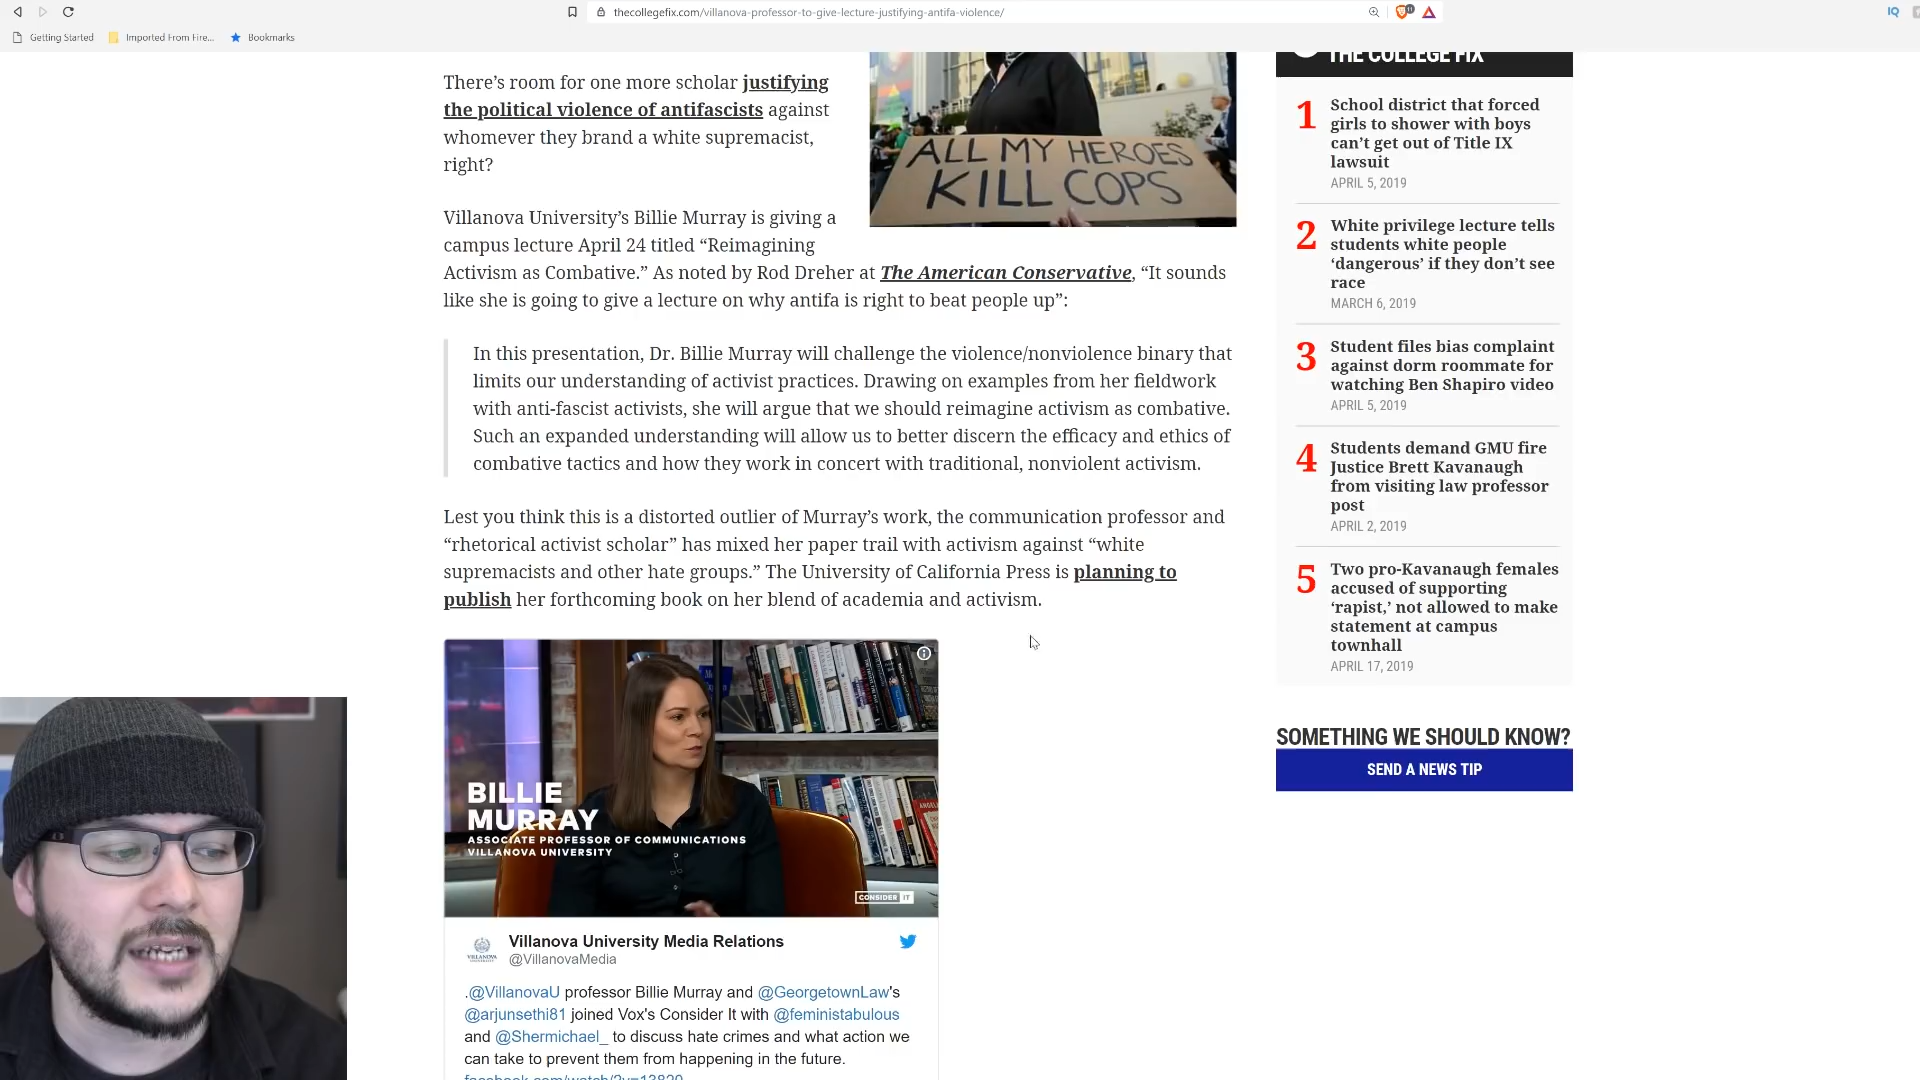 thecollegefix.com/villanova-professor-to-give-lecture-justifying-antifa-violence/
11
IQ
Getting Started
Imported From Fire...
Bookmarks
There’s room for one more scholar justifying
the political violence of antifascists against
whomever they brand a white supremacist,
right?
ALL MY HEROES
KILL COPS
Villanova University’s Billie Murray is giving a
campus lecture April 24 titled “Reimagining
Activism as Combative.” As noted by Rod Dreher at The American Conservative, “It sounds
like she is going to give a lecture on why antifa is right to beat people up”:
In this presentation, Dr. Billie Murray will challenge the violence/nonviolence binary that
limits our understanding of activist practices. Drawing on examples from her fieldwork
with anti-fascist activists, she will argue that we should reimagine activism as combative.
Such an expanded understanding will allow us to better discern the efficacy and ethics of
combative tactics and how they work in concert with traditional, nonviolent activism.
Lest you think this is a distorted outlier of Murray’s work, the communication professor and
“rhetorical activist scholar” has mixed her paper trail with activism against “white
supremacists and other hate groups.” The University of California Press is planning to
publish her forthcoming book on her blend of academia and activism.
BILLIE
MURRAY
ASSOCIATE PROFESSOR OF COMMUNICATIONS
VILLANOVA UNIVERSITY
CONSIDER IT
VILLANOVA
Villanova University Media Relations
@VillanovaMedia
.@VillanovaU professor Billie Murray and @GeorgetownLaw's
@arjunsethi81 joined Vox's Consider It with @feministabulous
and @Shermichael_ to discuss hate crimes and what action we
can take to prevent them from happening in the future.
facebook.com/watch/?v=13820
THE COLLEGE FIX
1
School district that forced
girls to shower with boys
can’t get out of Title IX
lawsuit
APRIL 5, 2019
2
White privilege lecture tells
students white people
‘dangerous’ if they don’t see
race
MARCH 6, 2019
3
Student files bias complaint
against dorm roommate for
watching Ben Shapiro video
APRIL 5, 2019
4
Students demand GMU fire
Justice Brett Kavanaugh
from visiting law professor
post
APRIL 2, 2019
5
Two pro-Kavanaugh females
accused of supporting
‘rapist,’ not allowed to make
statement at campus
townhall
APRIL 17, 2019
SOMETHING WE SHOULD KNOW?
SEND A NEWS TIP